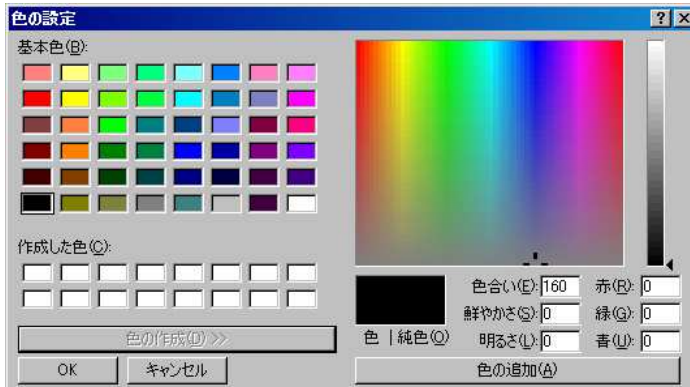 色の設定
基本色(B):
作成した色(C):
色の作成(D) >>
OK
キャンセル
色 | 純色(O)
色合い(E): 160
鮮やかさ(S): 0
明るさ(L): 0
赤(R): 0
緑(G): 0
青(U): 0
色の追加(A)